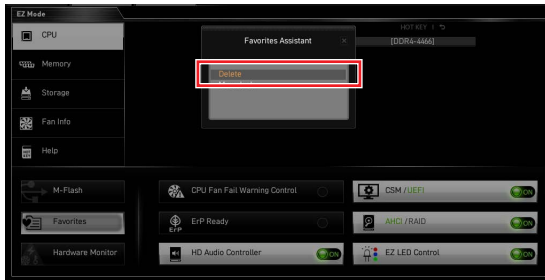 EZ Mode
HOT KEY
CPU
Favorites Assistant
[DDR4-4466]
Memory
Delete
Storage
Fan Info
Help
M-Flash
CPU Fan Fail Warning Control
CSM /UEFI
ON
Favorites
ErP
ErP Ready
AHCI /RAID
ON
Hardware Monitor
HD Audio Controller
ON
EZ LED Control
ON